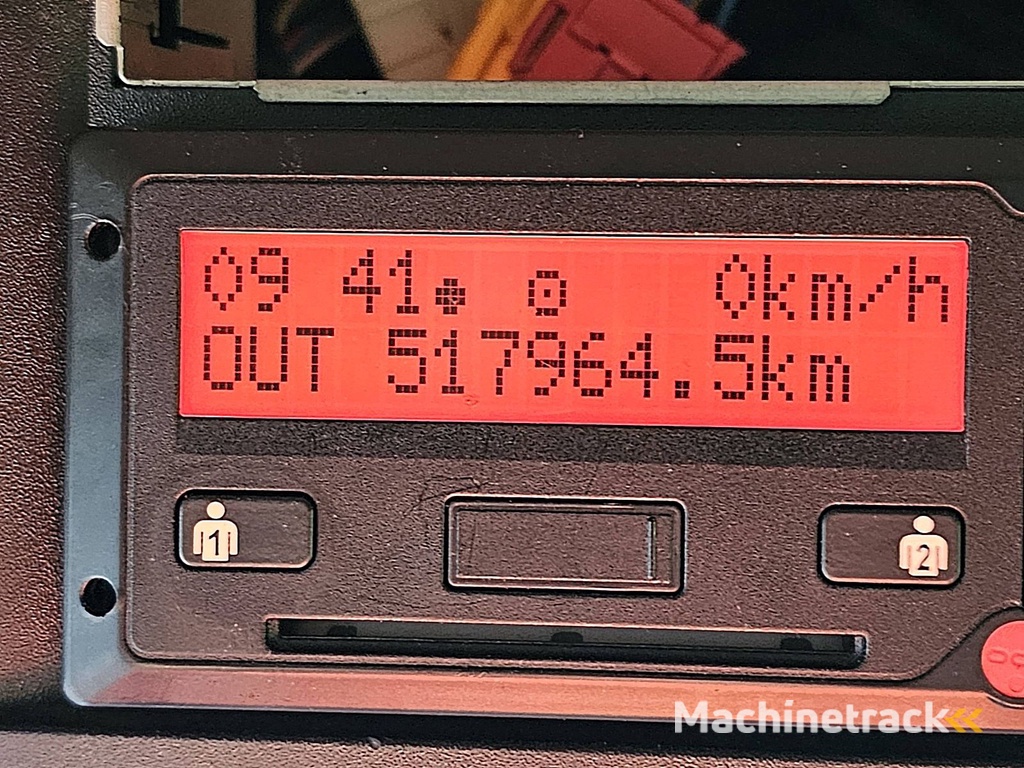 09 41 0km/h
OUT 517964.5km
1
2
Machinetrack